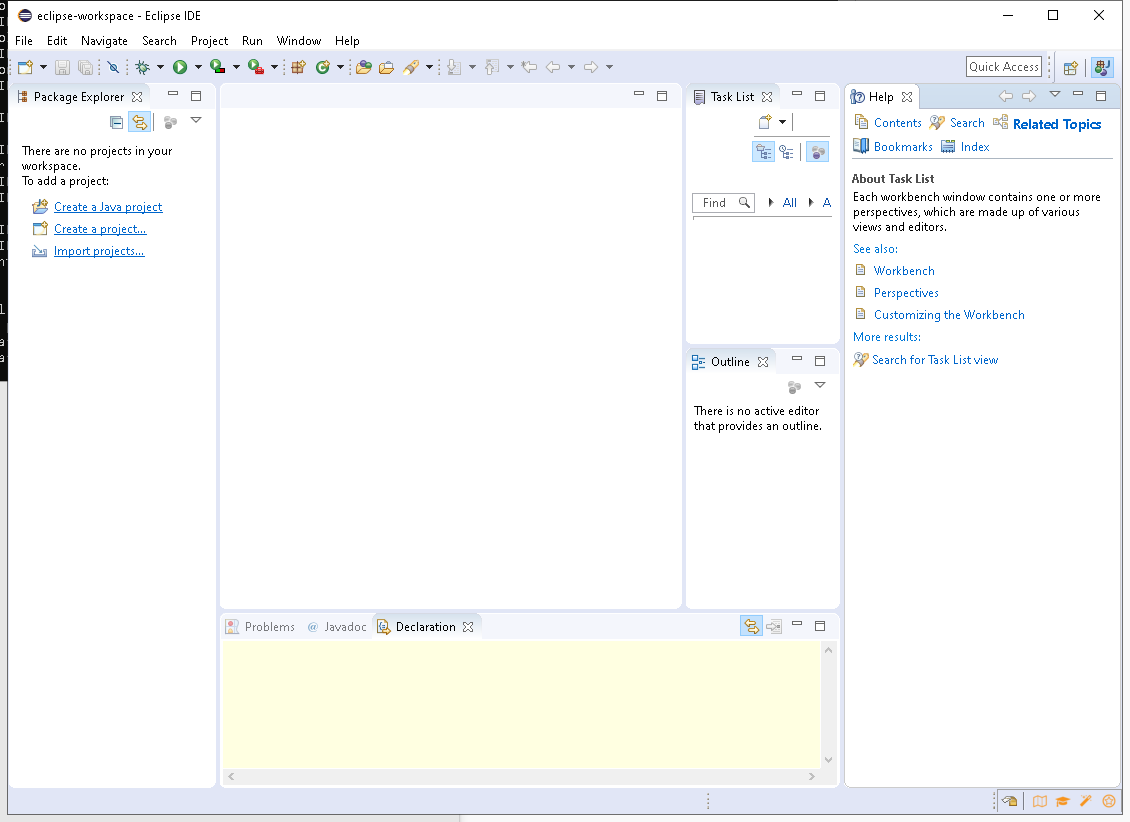 eclipse-workspace - Eclipse IDE
File Edit Navigate Search Project Run Window Help
Quick Access
Package Explorer
There are no projects in your
workspace.
To add a project:
Create a Java project
Create a project...
Import projects...
Task List
Find
All
A
Outline
There is no active editor
that provides an outline.
Problems @ Javadoc Declaration
Help
Contents Search Related Topics
Bookmarks Index
About Task List
Each workbench window contains one or more
perspectives, which are made up of various
views and editors.
See also:
Workbench
Perspectives
Customizing the Workbench
More results:
Search for Task List view